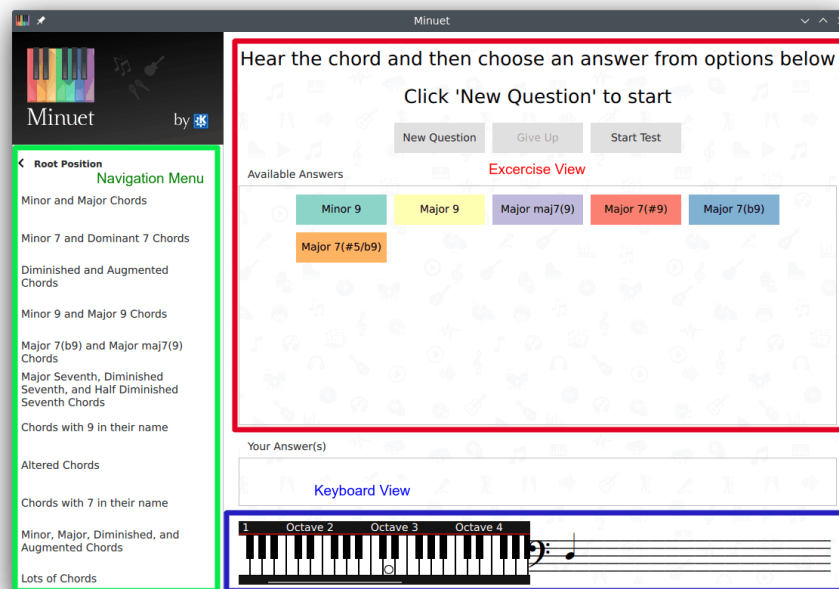 Minuet
Minuet
by
Hear the chord and then choose an answer from options below
Click 'New Question' to start
New Question Give Up Start Test
Excercise View
Available Answers
Minor 9 Major 9 Major maj7(9) Major 7(#9) Major 7(b9)
Major 7(#5/b9)
Root Position
Navigation Menu
Minor and Major Chords
Minor 7 and Dominant 7 Chords
Diminished and Augmented
Chords
Minor 9 and Major 9 Chords
Major 7(b9) and Major maj7(9)
Chords
Major Seventh, Diminished
Seventh, and Half Diminished
Seventh Chords
Chords with 9 in their name
Altered Chords
Chords with 7 in their name
Minor, Major, Diminished, and
Augmented Chords
Lots of Chords
Your Answer(s)
Keyboard View
1 Octave 2 Octave 3 Octave 4